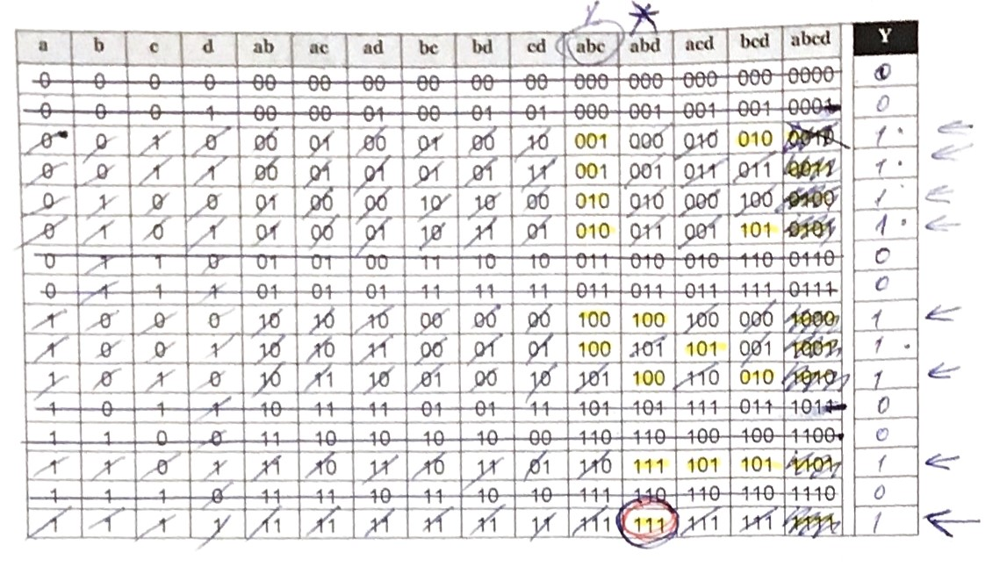 a b c d ab ac ad bc bd cd abc abd acd bcd abcd Y
0 0 0 0 00 00 00 00 00 00 000 000 000 000 0000 0
0 0 0 1 00 00 01 00 01 01 000 001 001 001 0001 0
0 0 1 0 00 01 00 01 00 10 001 000 010 010 0010 1
0 0 1 1 00 01 01 01 01 11 001 001 011 011 0011 1
0 1 0 0 01 00 00 10 10 00 010 010 000 100 0100 1
0 1 0 1 01 00 01 10 11 01 010 011 001 101 0101 1
0 1 1 0 01 01 00 11 10 10 011 010 010 110 0110 0
0 1 1 1 01 01 01 11 11 11 011 011 011 111 0111 0
1 0 0 0 10 10 10 00 00 00 100 100 100 000 1000 1
1 0 0 1 10 10 11 00 01 01 100 101 101 001 1001 1
1 0 1 0 10 11 10 01 00 10 101 100 110 010 1010 1
1 0 1 1 10 11 11 01 01 11 101 101 111 011 1011 0
1 1 0 0 11 10 10 10 10 00 110 110 100 100 1100 0
1 1 0 1 11 10 11 10 11 01 110 111 101 101 1101 1
1 1 1 0 11 11 10 11 10 10 111 110 110 110 1110 0
1 1 1 1 11 11 11 11 11 11 111 111 111 111 1111 1